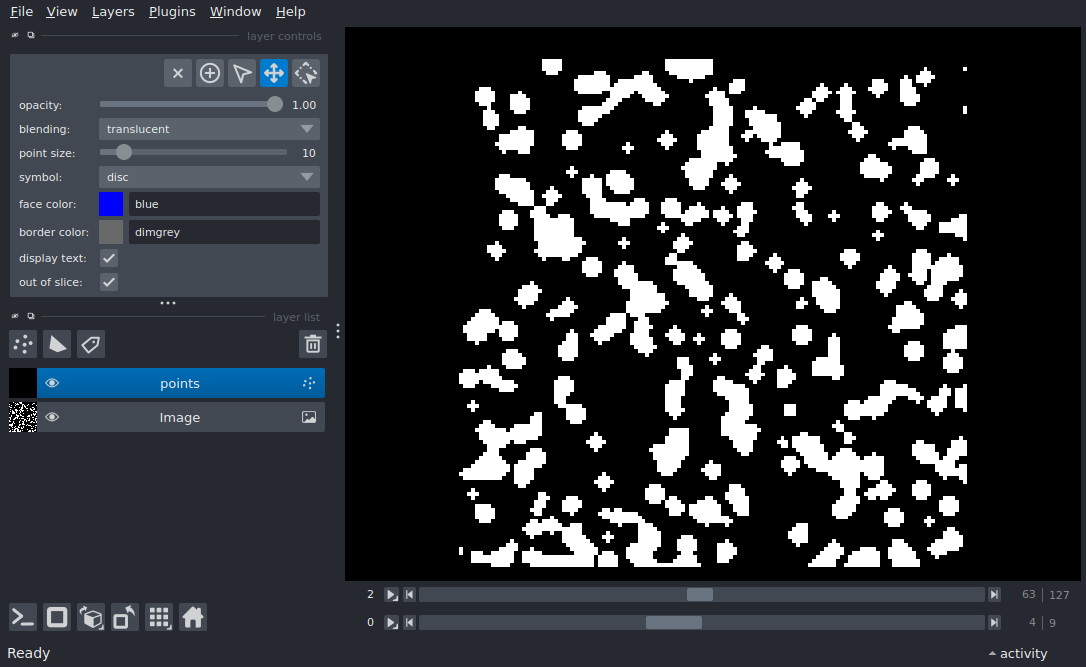 File View Layers Plugins Window Help
layer controls
opacity: 1.00
blending: translucent
point size: 10
symbol: disc
face color: blue
border color: dimgrey
display text:
out of slice:
layer list
points
Image
2 63 127
0 4 9
Ready activity